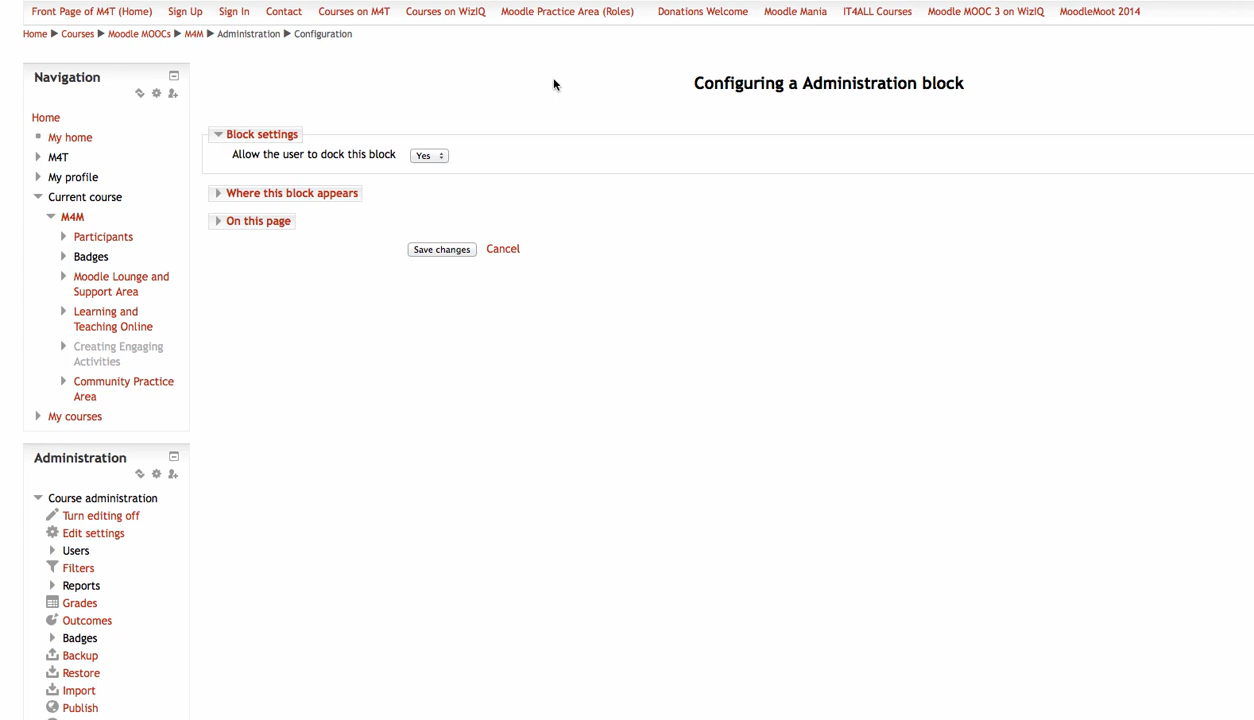 Front Page of M4T (Home) Sign Up Sign In Contact Courses on M4T Courses on WizIQ Moodle Practice Area (Roles) Donations Welcome Moodle Mania IT4ALL Courses Moodle MOOC 3 on WizIQ MoodleMoot 2014
Home Courses Moodle MOOCs M4M Administration Configuration
Navigation
Home
My home
M4T
My profile
Current course
M4M
Participants
Badges
Moodle Lounge and
Support Area
Learning and
Teaching Online
Creating Engaging
Activities
Community Practice
Area
My courses
Administration
Course administration
Turn editing off
Edit settings
Users
Filters
Reports
Grades
Outcomes
Badges
Backup
Restore
Import
Publish
Configuring a Administration block
Block settings
Allow the user to dock this block Yes
Where this block appears
On this page
Save changes Cancel